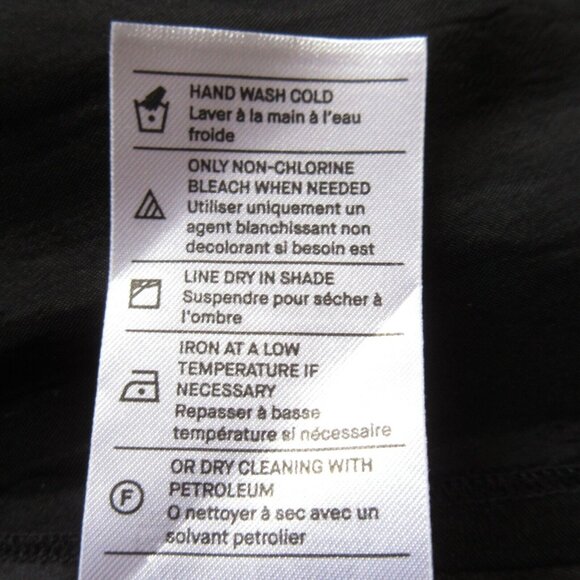 HAND WASH COLD
Laver à la main à l'eau
froide
ONLY NON-CHLORINE
BLEACH WHEN NEEDED
Utiliser uniquement un
agent blanchissant non
decolorant si besoin est
LINE DRY IN SHADE
Suspendre pour sécher à
l'ombre
IRON AT A LOW
TEMPERATURE IF
NECESSARY
Repasser à basse
température si nécessaire
OR DRY CLEANING WITH
PETROLEUM
F
O nettoyer à sec avec un
solvant petrolier